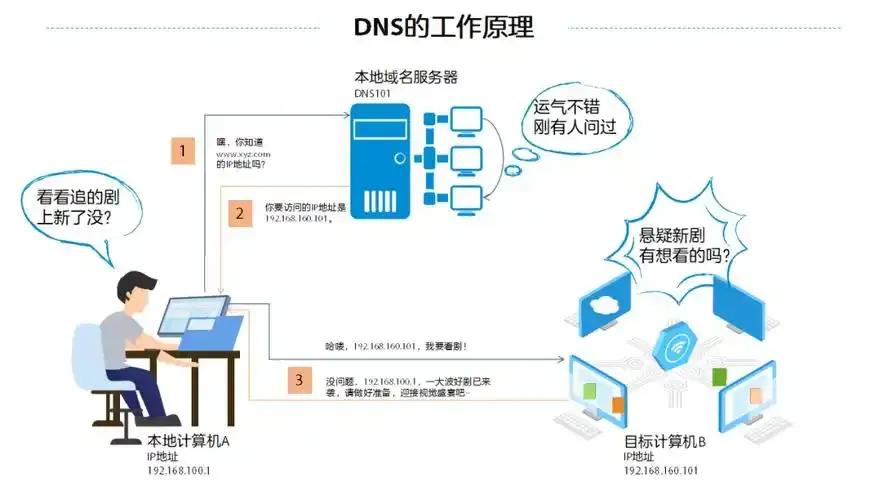 DNS的工作原理
本地域名服务器
DNS101
运气不错
刚有人问过
1
嘿，你知道
www.xyz.com
的IP地址吗？
看看追的剧
上新了没？
2
你要访问的IP地址是
192.168.160.101。
悬疑新剧
有想看的吗？
哈喽，192.168.160.101，我要看剧！
3
没问题，192.168.100.1，一大波好剧已来
袭，请做好准备，迎接视觉盛宴吧~
本地计算机A
IP地址
192.168.100.1
目标计算机B
IP地址
192.168.160.101